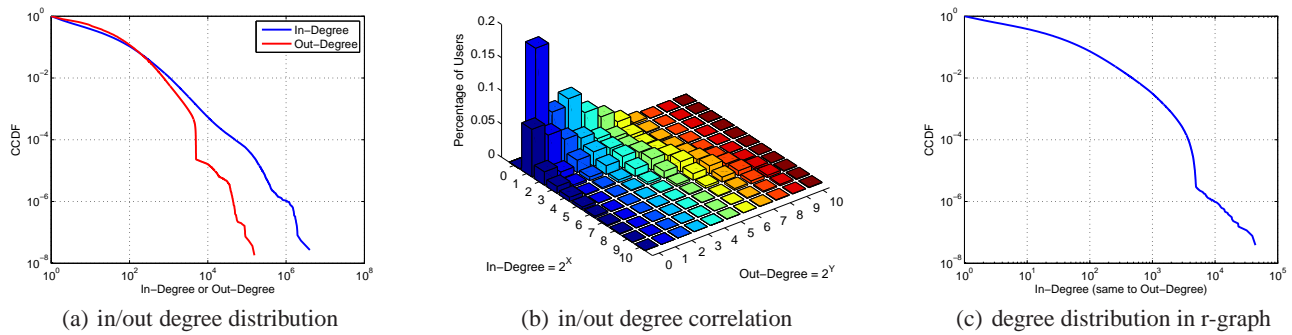 10^0
10^-2
10^-4
10^-6
10^-8
CCDF
10^0 10^2 10^4 10^6 10^8
In-Degree or Out-Degree
In-Degree
Out-Degree
(a) in/out degree distribution
0.2
0.15
0.1
0.05
0
Percentage of Users
0 1 2 3 4 5 6 7 8 9 10
In-Degree = 2^X
0 1 2 3 4 5 6 7 8 9 10
Out-Degree = 2^Y
(b) in/out degree correlation
10^0
10^-2
10^-4
10^-6
10^-8
CCDF
10^0 10^1 10^2 10^3 10^4 10^5
In-Degree (same to Out-Degree)
(c) degree distribution in r-graph